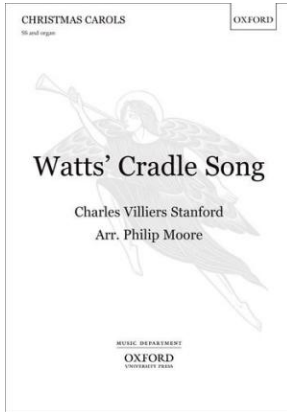 CHRISTMAS CAROLS
OXFORD
SS and organ
Watts' Cradle Song
Charles Villiers Stanford
Arr. Philip Moore
MUSIC DEPARTMENT
OXFORD
UNIVERSITY PRESS